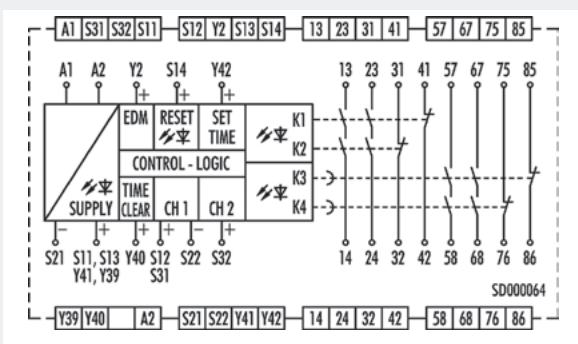 A1 S31 S32 S11 S12 Y2 S13 S14 13 23 31 41 57 67 75 85
A1 A2 Y2 S14 Y42 13 23 31 41 57 67 75 85
+ + +
EDM RESET SET TIME K1
K2
CONTROL - LOGIC
K3
SUPPLY TIME CLEAR CH 1 CH 2 K4
- + + + - +
S21 S11, S13 Y40 S12 S22 S32 14 24 32 42 58 68 76 86
Y41, Y39 S31
SD000064
Y39 Y40 A2 S21 S22 Y41 Y42 14 24 32 42 58 68 76 86